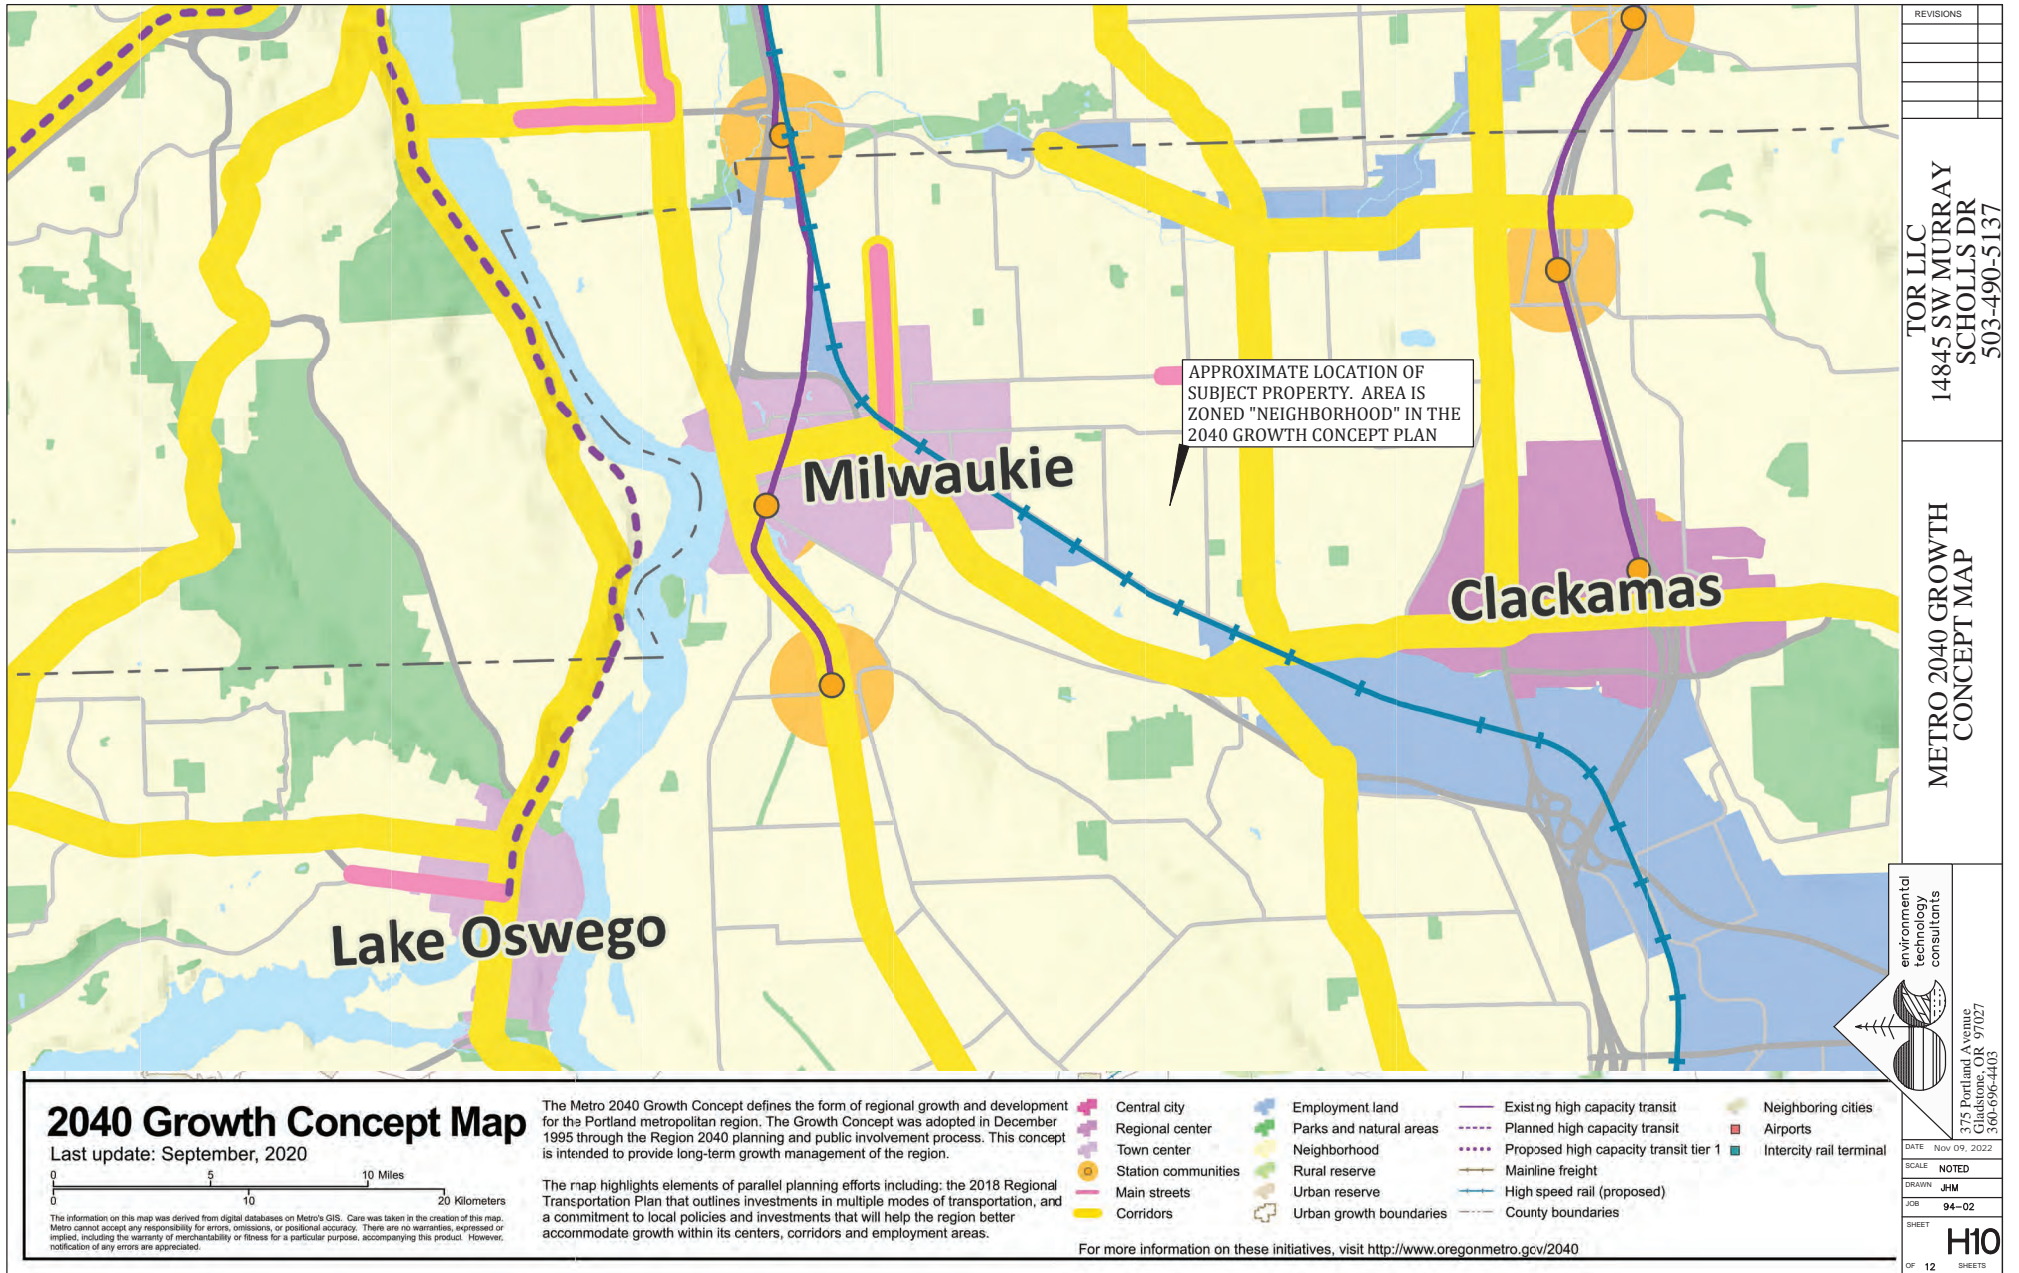 APPROXIMATE LOCATION OF
SUBJECT PROPERTY. AREA IS
ZONED "NEIGHBORHOOD" IN THE
2040 GROWTH CONCEPT PLAN
Milwaukie
Clackamas
Lake Oswego
2040 Growth Concept Map
Last update: September, 2020
0 5 10 Miles
0 10 20 Kilometers
The information on this map was derived from digital databases on Metro's GIS. Care was taken in the creation of this map.
Metro cannot accept any responsibility for errors, omissions, or positional accuracy. There are no warranties, expressed or
implied, including the warranty of merchantability or fitness for a particular purpose, accompanying this product. However,
notification of any errors are appreciated.
The Metro 2040 Growth Concept defines the form of regional growth and development
for the Portland metropolitan region. The Growth Concept was adopted in December
1995 through the Region 2040 planning and public involvement process. This concept
is intended to provide long-term growth management of the region.
The map highlights elements of parallel planning efforts including: the 2018 Regional
Transportation Plan that outlines investments in multiple modes of transportation, and
a commitment to local policies and investments that will help the region better
accommodate growth within its centers, corridors and employment areas.
Central city
Regional center
Town center
Station communities
Main streets
Corridors
Employment land
Parks and natural areas
Neighborhood
Rural reserve
Urban reserve
Urban growth boundaries
Existing high capacity transit
Planned high capacity transit
Proposed high capacity transit tier 1
Mainline freight
High speed rail (proposed)
County boundaries
Neighboring cities
Airports
Intercity rail terminal
For more information on these initiatives, visit http://www.oregonmetro.gov/2040
REVISIONS
TOR LLC
14845 SW MURRAY
SCHOLLS DR
503-490-5137
METRO 2040 GROWTH
CONCEPT MAP
environmental
technology
consultants
375 Portland Avenue
Gladstone, OR 97027
360-696-4403
DATE Nov 09, 2022
SCALE NOTED
DRAWN JHM
JOB 94-02
SHEET
H10
OF 12 SHEETS